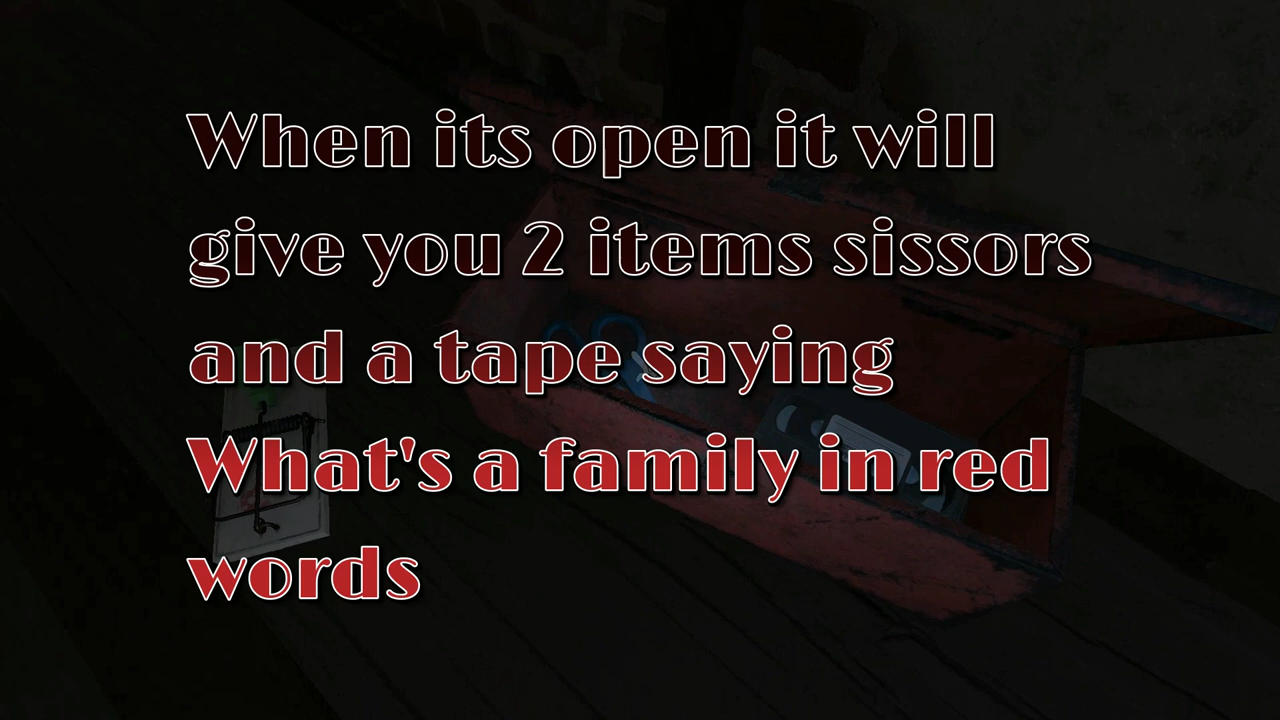 When its open it will
give you 2 items sissors
and a tape saying
What's a family in red
words